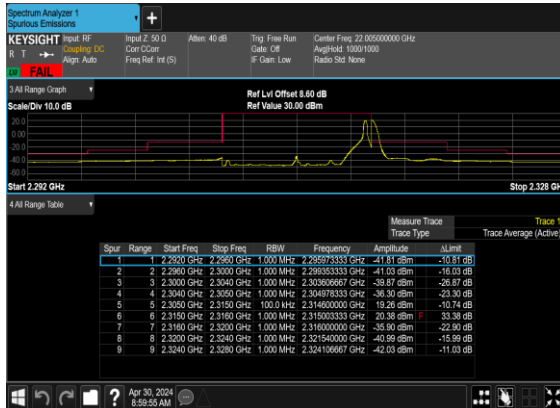 Spectrum Analyzer 1
Spurious Emissions
KEYSIGHT Input: RF Input Z: 50 Ω Atten: 40 dB Trig: Free Run Center Freq: 22.005000000 GHz
R T Coupling: DC Corr CCorr Gate: Off Avg|Hold: 1000/1000
Align: Auto Freq Ref: Int (S) IF Gain: Low Radio Std: None
FAIL
3 All Range Graph Ref Lvl Offset 8.60 dB
Scale/Div 10.0 dB Ref Value 30.00 dBm
20.0
0.00
-20.0
-40.0
-60.0
Start 2.292 GHz Stop 2.328 GH
4 All Range Table
Measure Trace Trace 1
Trace Type Trace Average (Active)
Spur Range Start Freq Stop Freq RBW Frequency Amplitude ΔLimit
1 1 2.2920 GHz 2.2960 GHz 1.000 MHz 2.295973333 GHz -41.81 dBm -10.81 dB
2 2 2.2960 GHz 2.3000 GHz 1.000 MHz 2.299353333 GHz -41.03 dBm -16.03 dB
3 3 2.3000 GHz 2.3040 GHz 1.000 MHz 2.303606667 GHz -39.87 dBm -26.87 dB
4 4 2.3040 GHz 2.3050 GHz 1.000 MHz 2.304978333 GHz -36.30 dBm -23.30 dB
5 5 2.3050 GHz 2.3150 GHz 100.0 kHz 2.314600000 GHz 19.26 dBm -10.74 dB
6 6 2.3150 GHz 2.3160 GHz 1.000 MHz 2.315003333 GHz 20.38 dBm F 33.38 dB
7 7 2.3160 GHz 2.3200 GHz 1.000 MHz 2.316000000 GHz -35.90 dBm -22.90 dB
8 8 2.3200 GHz 2.3240 GHz 1.000 MHz 2.321540000 GHz -40.99 dBm -15.99 dB
9 9 2.3240 GHz 2.3280 GHz 1.000 MHz 2.324106667 GHz -42.03 dBm -11.03 dB
Apr 30, 2024
8:59:55 AM